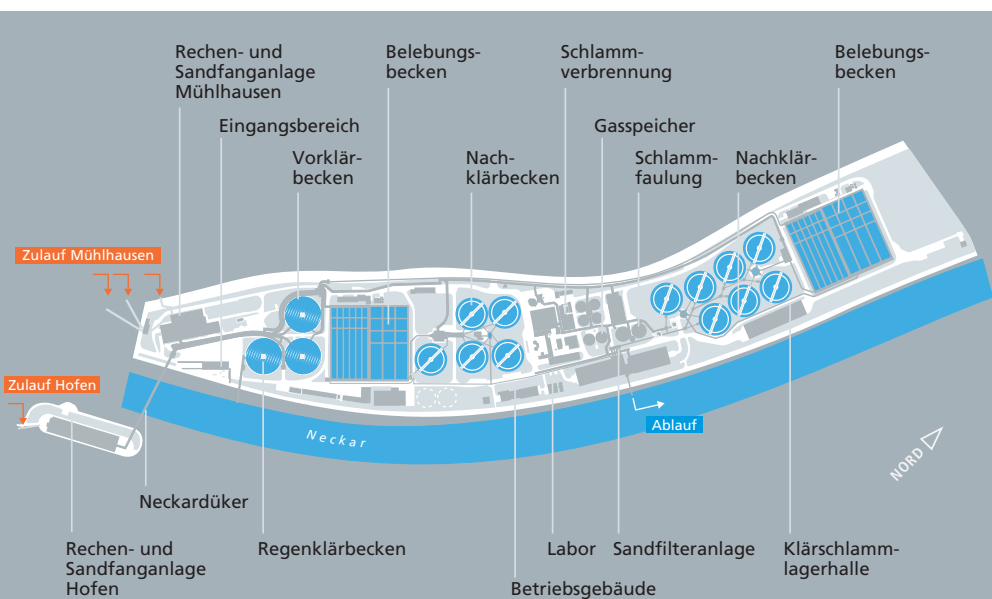 Rechen- und
Sandfanganlage
Mühlhausen
Belebungs-
becken
Schlamm-
verbrennung
Belebungs-
becken
Eingangsbereich
Gasspeicher
Vorklär-
becken
Nach-
klärbecken
Schlamm-
faulung
Nachklär-
becken
Zulauf Mühlhausen
Zulauf Hofen
Neckar
Ablauf
NORD
Neckardüker
Rechen- und
Sandfanganlage
Hofen
Regenklärbecken
Labor
Sandfilteranlage
Klärschlamm-
lagerhalle
Betriebsgebäude